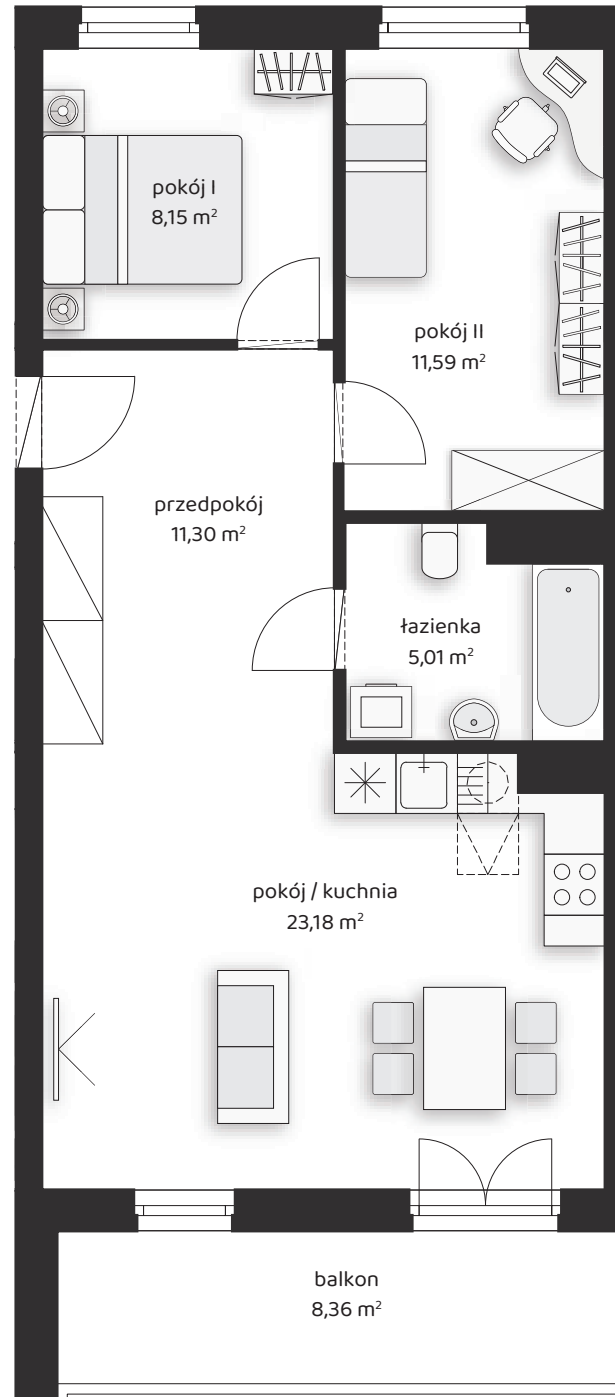 pokój I
8,15 m²
pokój II
11,59 m²
przedpokój
11,30 m²
łazienka
5,01 m²
pokój / kuchnia
23,18 m²
balkon
8,36 m²